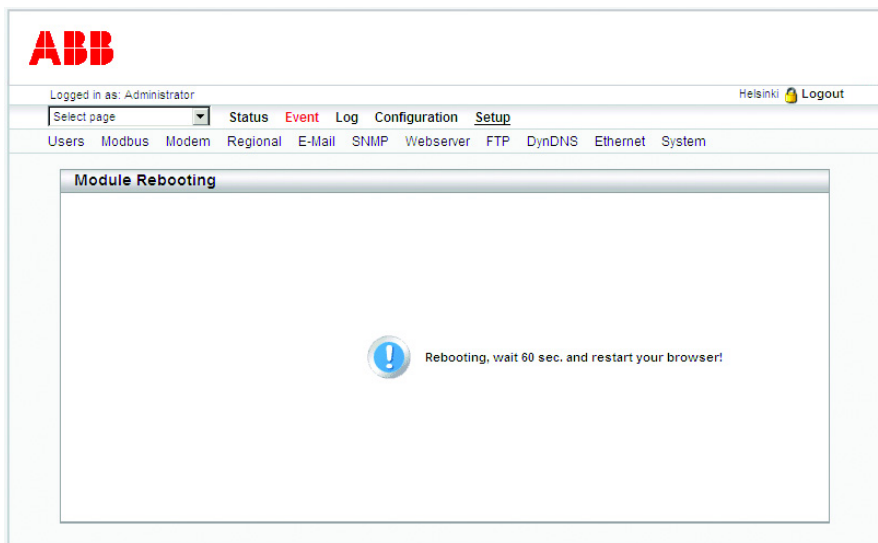 ABB
Logged in as: Administrator Helsinki Logout
Select page Status Event Log Configuration Setup
Users Modbus Modem Regional E-Mail SNMP Webserver FTP DynDNS Ethernet System
Module Rebooting
Rebooting, wait 60 sec. and restart your browser!